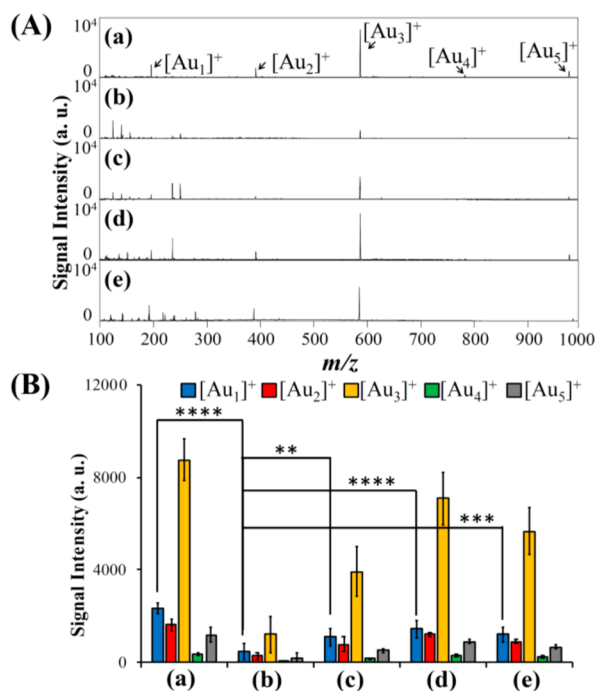 (A)
Signal Intensity (a. u.)
10⁴
0
(a)
[Au₁]⁺
[Au₂]⁺
[Au₃]⁺
[Au₄]⁺
[Au₅]⁺
10⁴
0
(b)
10⁴
0
(c)
10⁴
0
(d)
10⁴
0
(e)
100 200 300 400 500 600 700 800 900 1000
m/z
(B)
Signal Intensity (a. u.)
12000
8000
4000
0
[Au₁]⁺ [Au₂]⁺ [Au₃]⁺ [Au₄]⁺ [Au₅]⁺
****
**
****
***
(a) (b) (c) (d) (e)